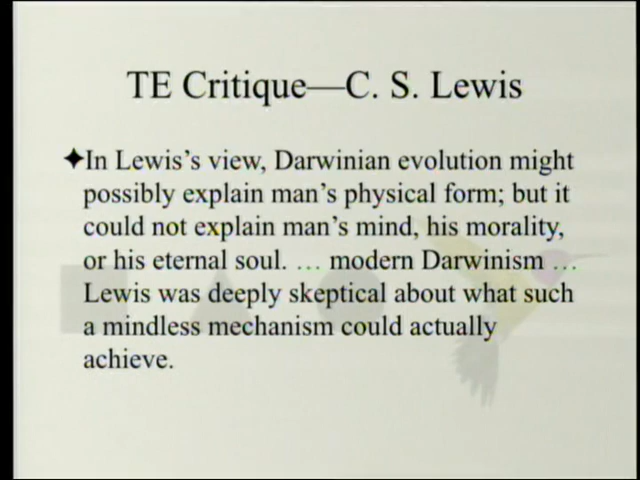 TE Critique—C. S. Lewis
✦In Lewis's view, Darwinian evolution might
possibly explain man's physical form; but it
could not explain man's mind, his morality,
or his eternal soul. … modern Darwinism …
Lewis was deeply skeptical about what such
a mindless mechanism could actually
achieve.